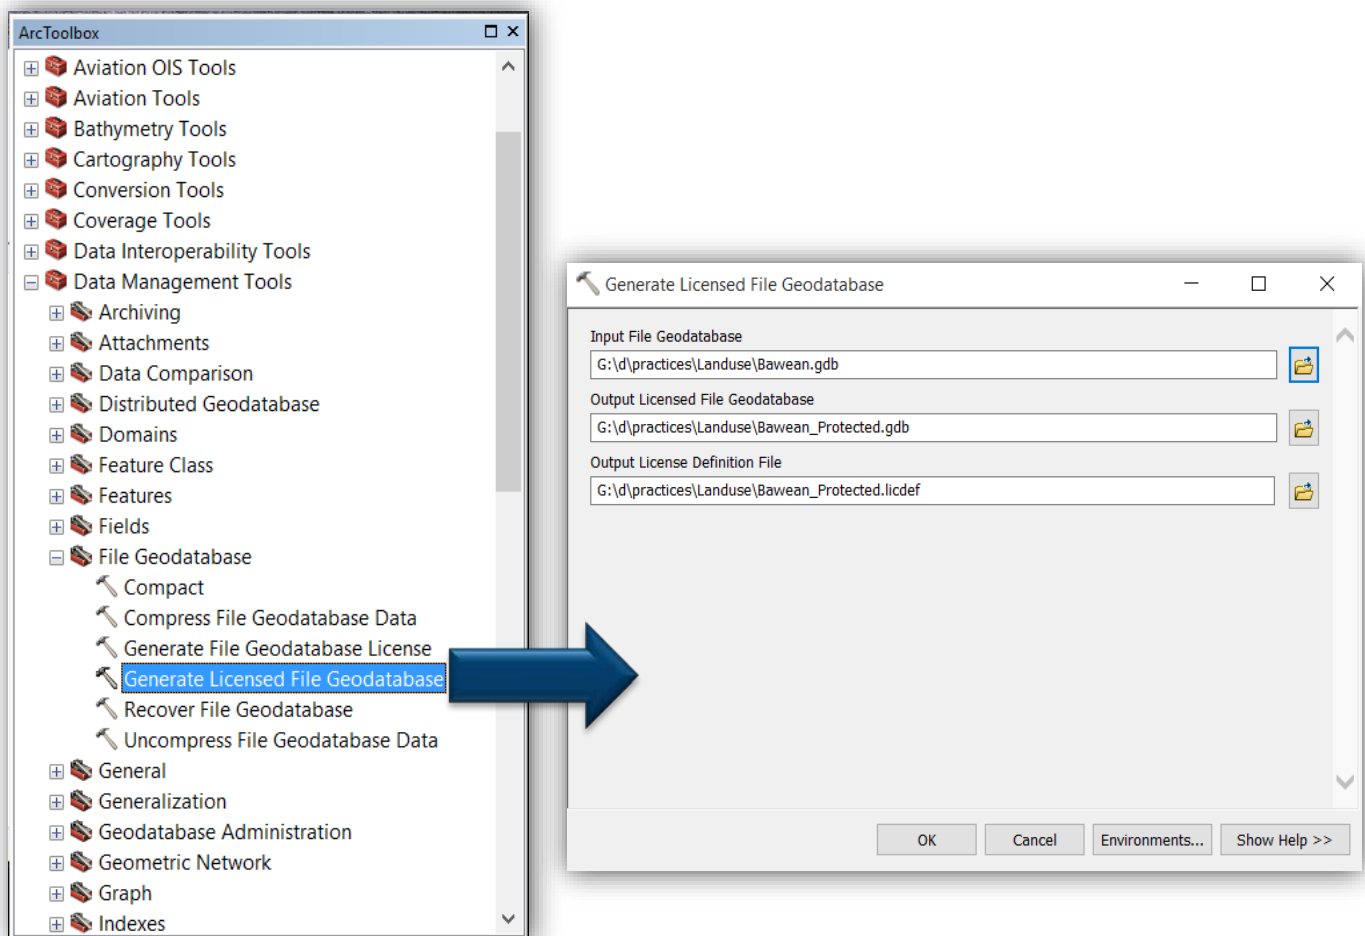 ArcToolbox
Aviation OIS Tools
Aviation Tools
Bathymetry Tools
Cartography Tools
Conversion Tools
Coverage Tools
Data Interoperability Tools
Data Management Tools
Archiving
Attachments
Data Comparison
Distributed Geodatabase
Domains
Feature Class
Features
Fields
File Geodatabase
Compact
Compress File Geodatabase Data
Generate File Geodatabase License
Generate Licensed File Geodatabase
Recover File Geodatabase
Uncompress File Geodatabase Data
General
Generalization
Geodatabase Administration
Geometric Network
Graph
Indexes
Generate Licensed File Geodatabase
Input File Geodatabase
G:\d\practices\Landuse\Bawean.gdb
Output Licensed File Geodatabase
G:\d\practices\Landuse\Bawean_Protected.gdb
Output License Definition File
G:\d\practices\Landuse\Bawean_Protected.licdef
OK
Cancel
Environments...
Show Help >>